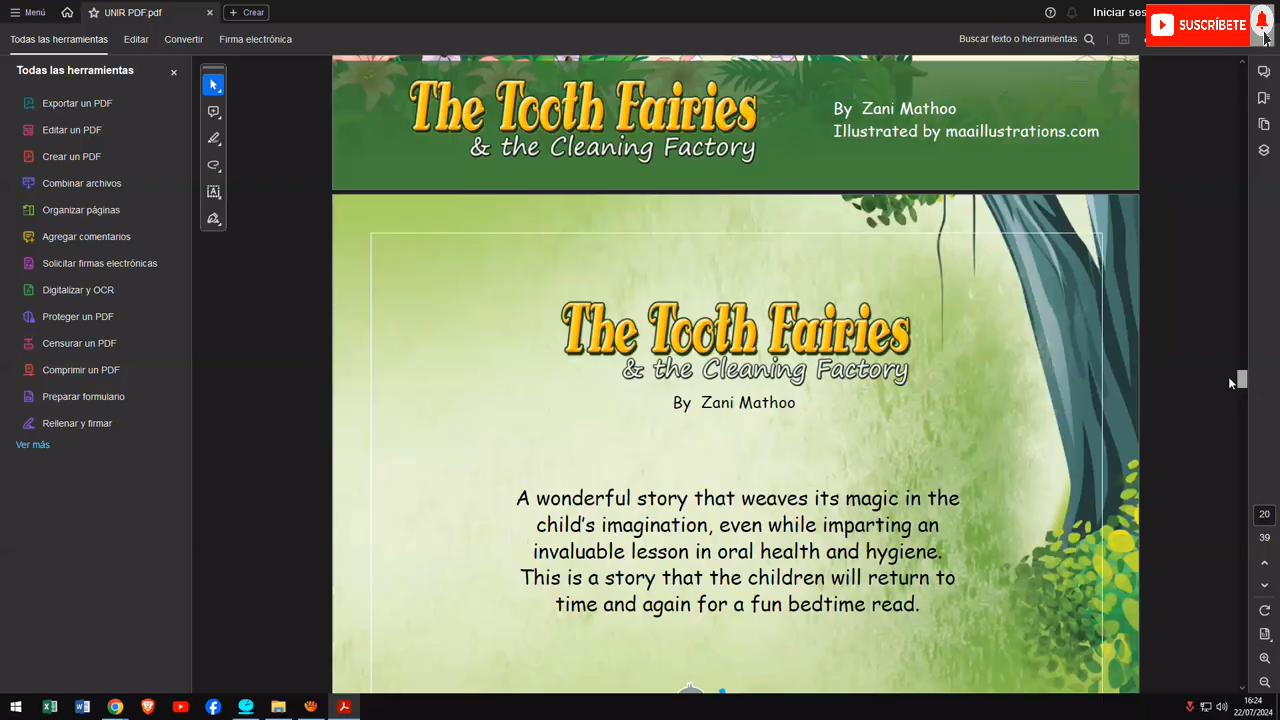 Menú
UNIR PDF.pdf
Crear
Iniciar ses
SUSCRÍBETE
Todas las herramientas
Editar
Convertir
Firma electrónica
Buscar texto o herramientas
Todas las herramientas
Exportar un PDF
Editar un PDF
Crear un PDF
Combinar archivos
Organizar páginas
Agregar comentarios
Solicitar firmas electrónicas
Digitalizar y OCR
Proteger un PDF
Censurar un PDF
Comprimir un PDF
Preparar formulario
Rellenar y firmar
Ver más
The Tooth Fairies
& the Cleaning Factory
By Zani Mathoo
Illustrated by maaillustrations.com
The Tooth Fairies
& the Cleaning Factory
By Zani Mathoo
A wonderful story that weaves its magic in the
child's imagination, even while imparting an
invaluable lesson in oral health and hygiene.
This is a story that the children will return to
time and again for a fun bedtime read.
20
39
16:24
22/07/2024